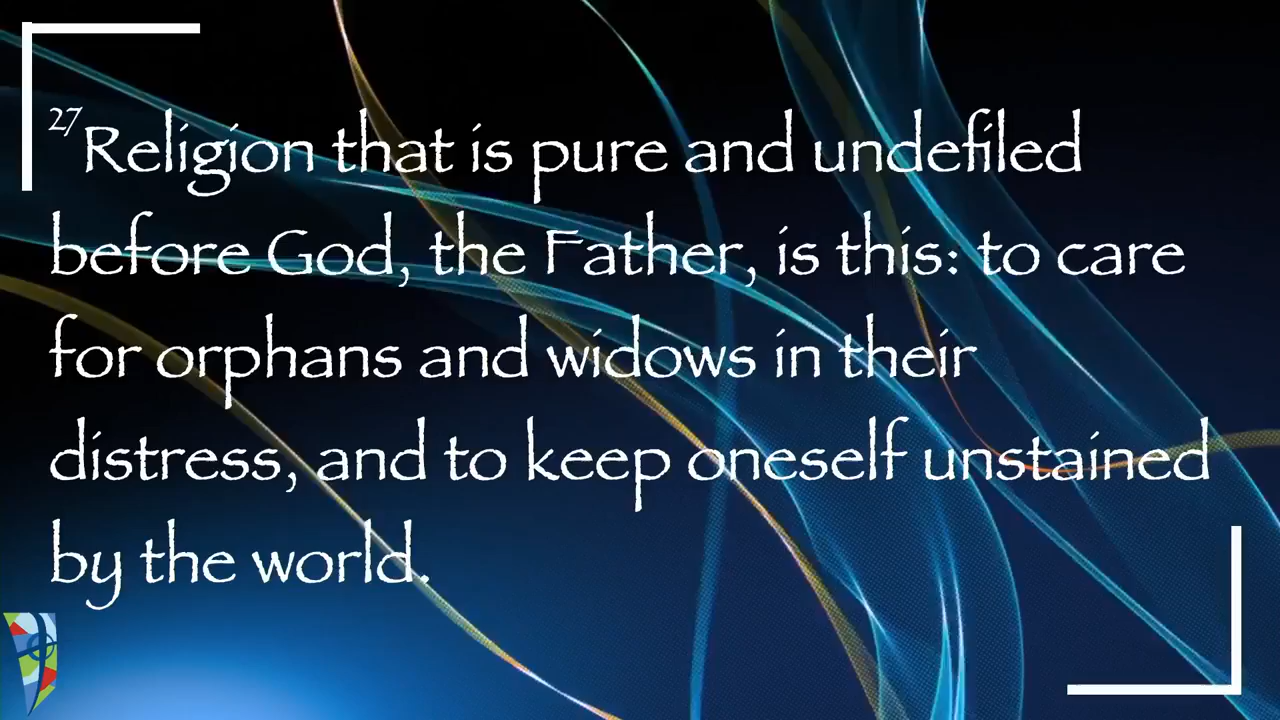 27Religion that is pure and undefiled
before God, the Father, is this: to care
for orphans and widows in their
distress, and to keep oneself unstained
by the world.